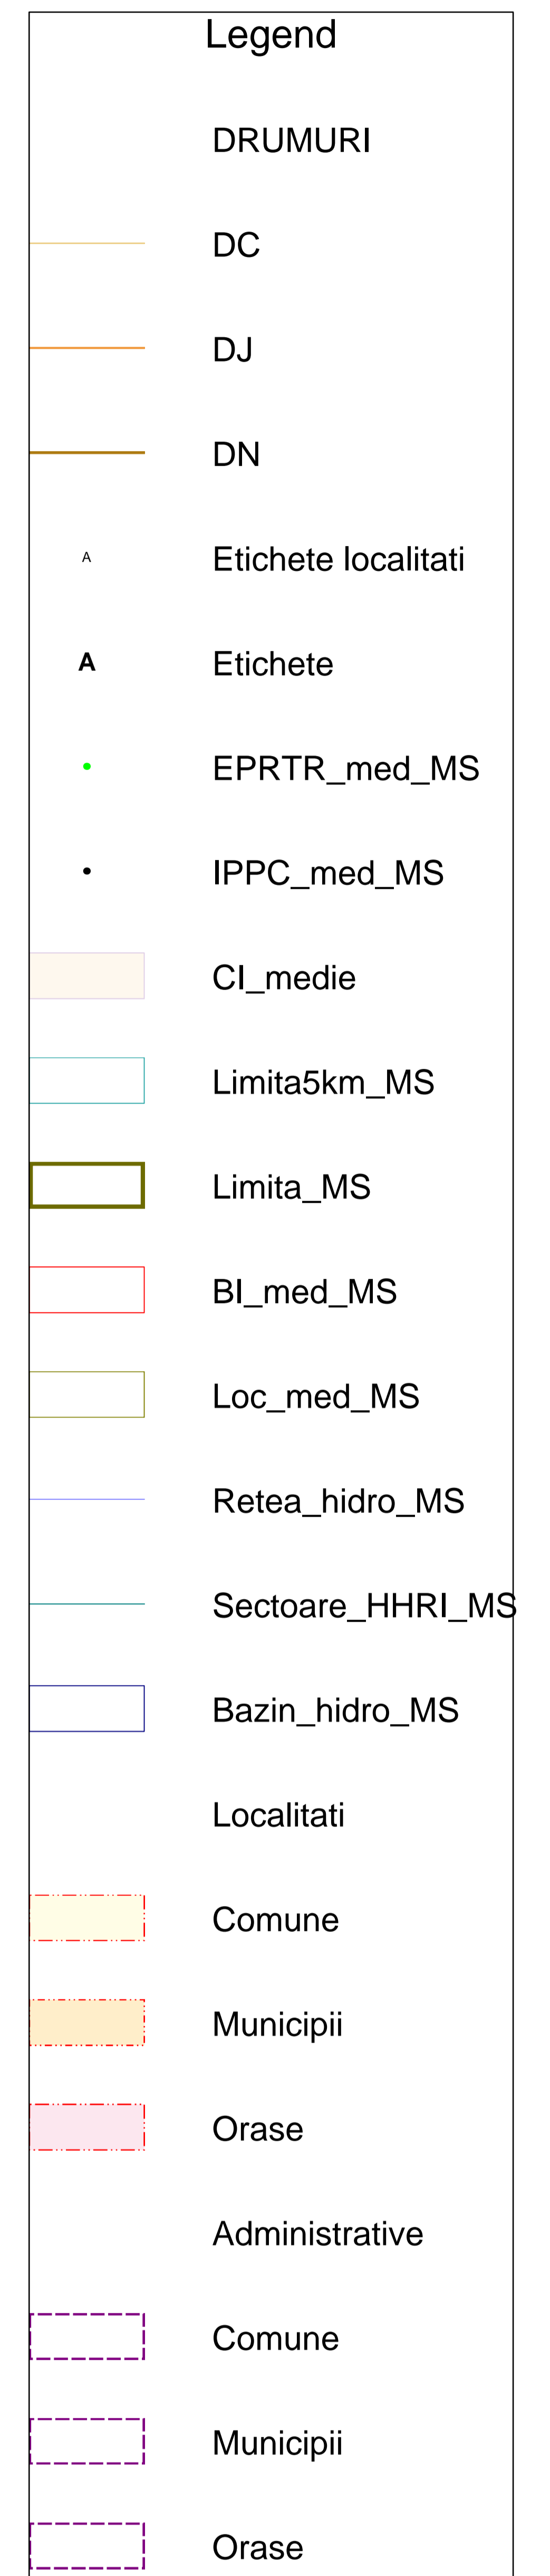 Legend
DRUMURI
DC
DJ
DN
A Etichete localitati
A Etichete
EPRTR_med_MS
IPPC_med_MS
CI_medie
Limita5km_MS
Limita_MS
BI_med_MS
Loc_med_MS
Retea_hidro_MS
Sectoare_HHRI_MS
Bazin_hidro_MS
Localitati
Comune
Municipii
Orase
Administrative
Comune
Municipii
Orase